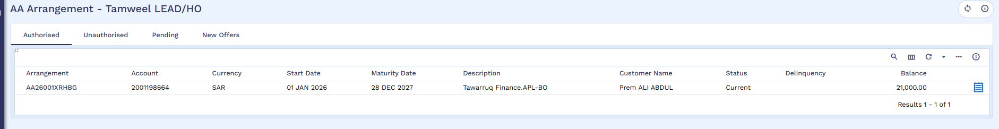 AA Arrangement - Tamweel LEAD/HO
Authorised Unauthorised Pending New Offers
Arrangement Account Currency Start Date Maturity Date Description Customer Name Status Delinquency Balance
AA26001XRHBG 2001198664 SAR 01 JAN 2026 28 DEC 2027 Tawarruq Finance.APL-BO Prem ALI ABDUL Current 21,000.00
Results 1 - 1 of 1